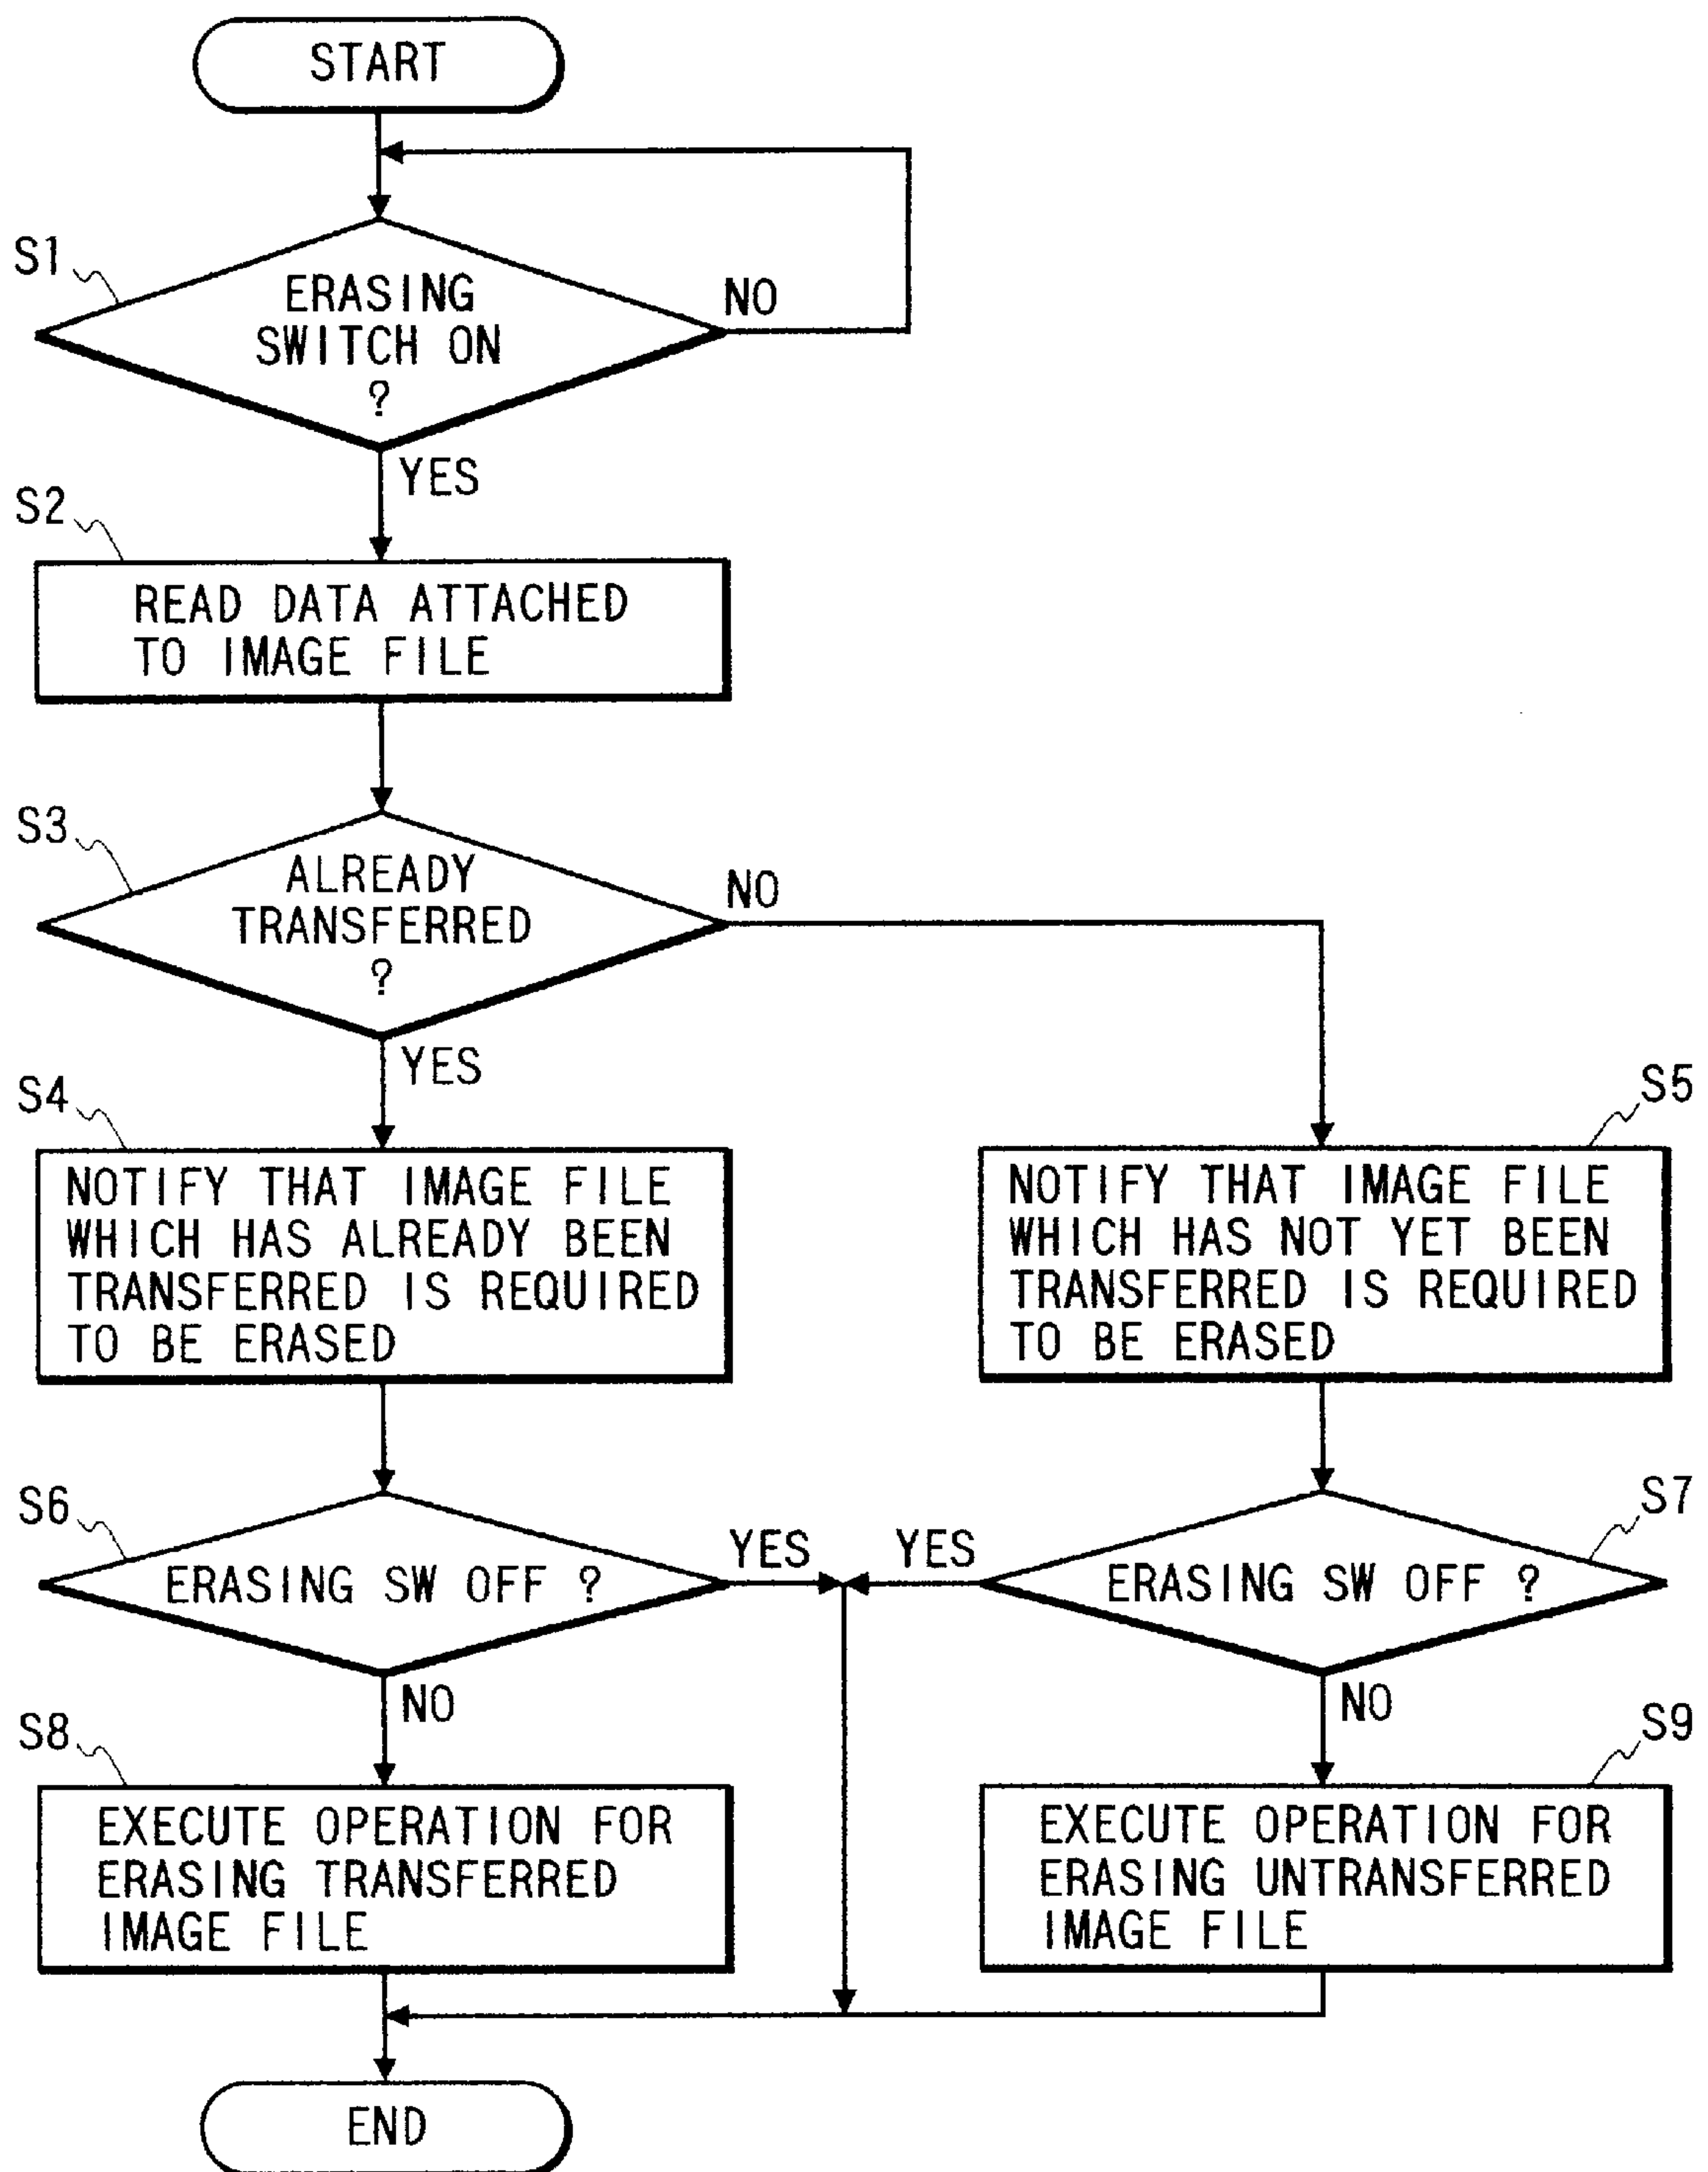 START
S1
ERASING
SWITCH ON
?
NO
YES
S2
READ DATA ATTACHED
TO IMAGE FILE
S3
ALREADY
TRANSFERRED
?
NO
YES
S4
NOTIFY THAT IMAGE FILE
WHICH HAS ALREADY BEEN
TRANSFERRED IS REQUIRED
TO BE ERASED
S5
NOTIFY THAT IMAGE FILE
WHICH HAS NOT YET BEEN
TRANSFERRED IS REQUIRED
TO BE ERASED
S6
ERASING SW OFF ?
YES
NO
YES
S7
ERASING SW OFF ?
NO
S8
EXECUTE OPERATION FOR
ERASING TRANSFERRED
IMAGE FILE
S9
EXECUTE OPERATION FOR
ERASING UNTRANSFERRED
IMAGE FILE
END